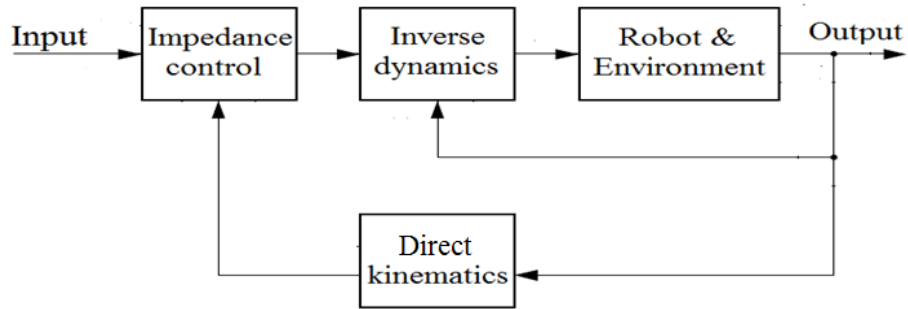 Input
Impedance
control
Inverse
dynamics
Robot &
Environment
Output
Direct
kinematics